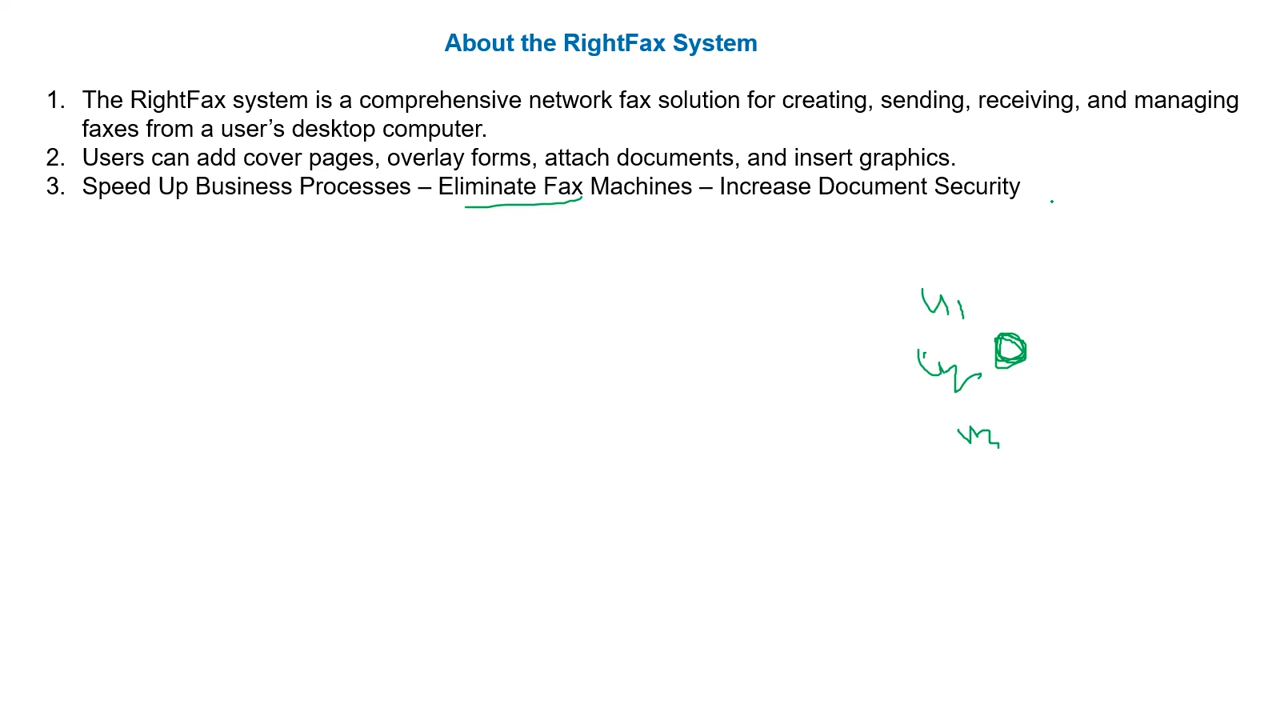 About the RightFax System
1. The RightFax system is a comprehensive network fax solution for creating, sending, receiving, and managing
faxes from a user’s desktop computer.
2. Users can add cover pages, overlay forms, attach documents, and insert graphics.
3. Speed Up Business Processes – Eliminate Fax Machines – Increase Document Security